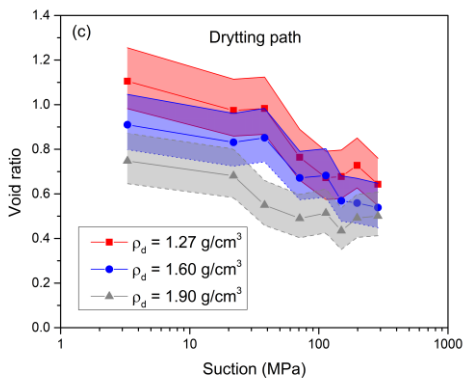 (c)
Drytting path
Void ratio
1.4
1.2
1.0
0.8
0.6
0.4
0.2
0.0
ρd = 1.27 g/cm³
ρd = 1.60 g/cm³
ρd = 1.90 g/cm³
1 10 100 1000
Suction (MPa)